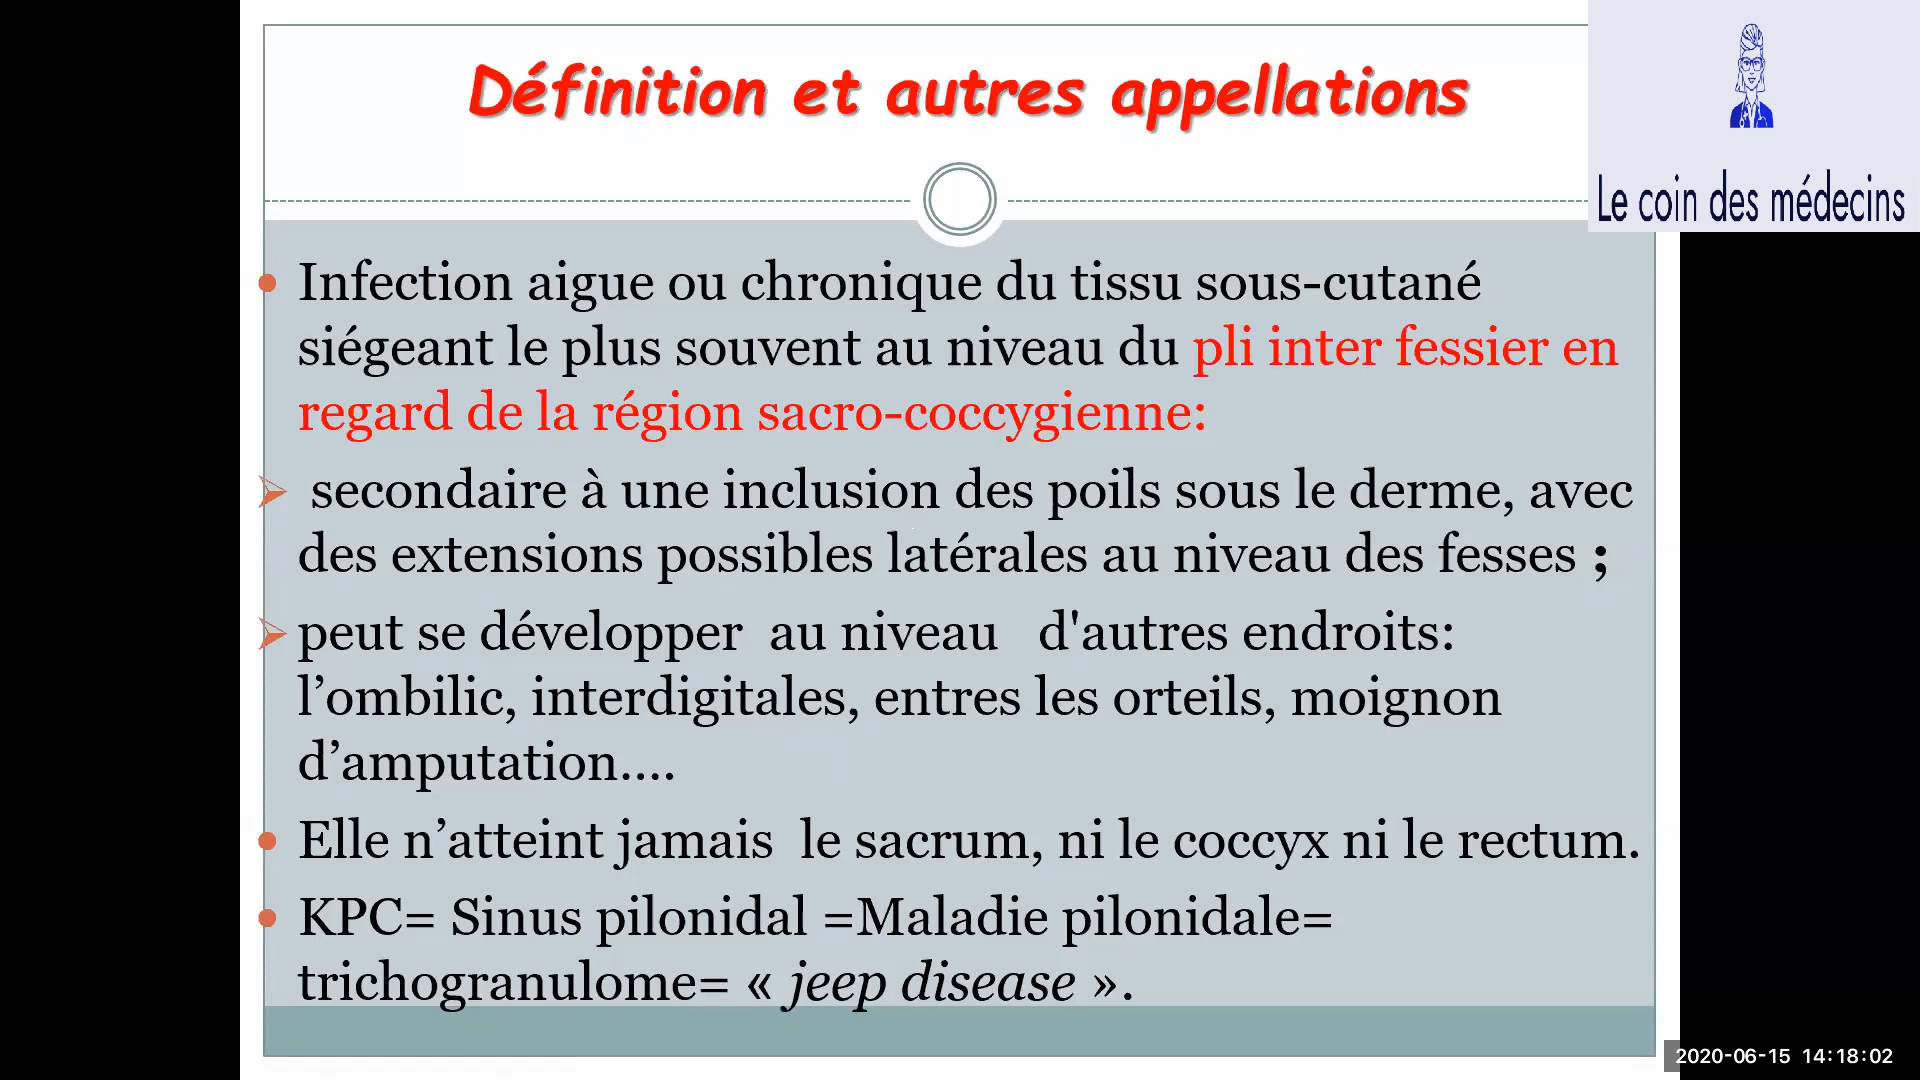 Définition et autres appellations
Le coin des médecins
• Infection aigue ou chronique du tissu sous-cutané
siégeant le plus souvent au niveau du pli inter fessier en
regard de la région sacro-coccygienne:
➢ secondaire à une inclusion des poils sous le derme, avec
des extensions possibles latérales au niveau des fesses ;
➢ peut se développer au niveau d'autres endroits:
l’ombilic, interdigitales, entres les orteils, moignon
d’amputation….
• Elle n’atteint jamais le sacrum, ni le coccyx ni le rectum.
• KPC= Sinus pilonidal =Maladie pilonidale=
trichogranulome= « jeep disease ».
2020-06-15 14:18:02